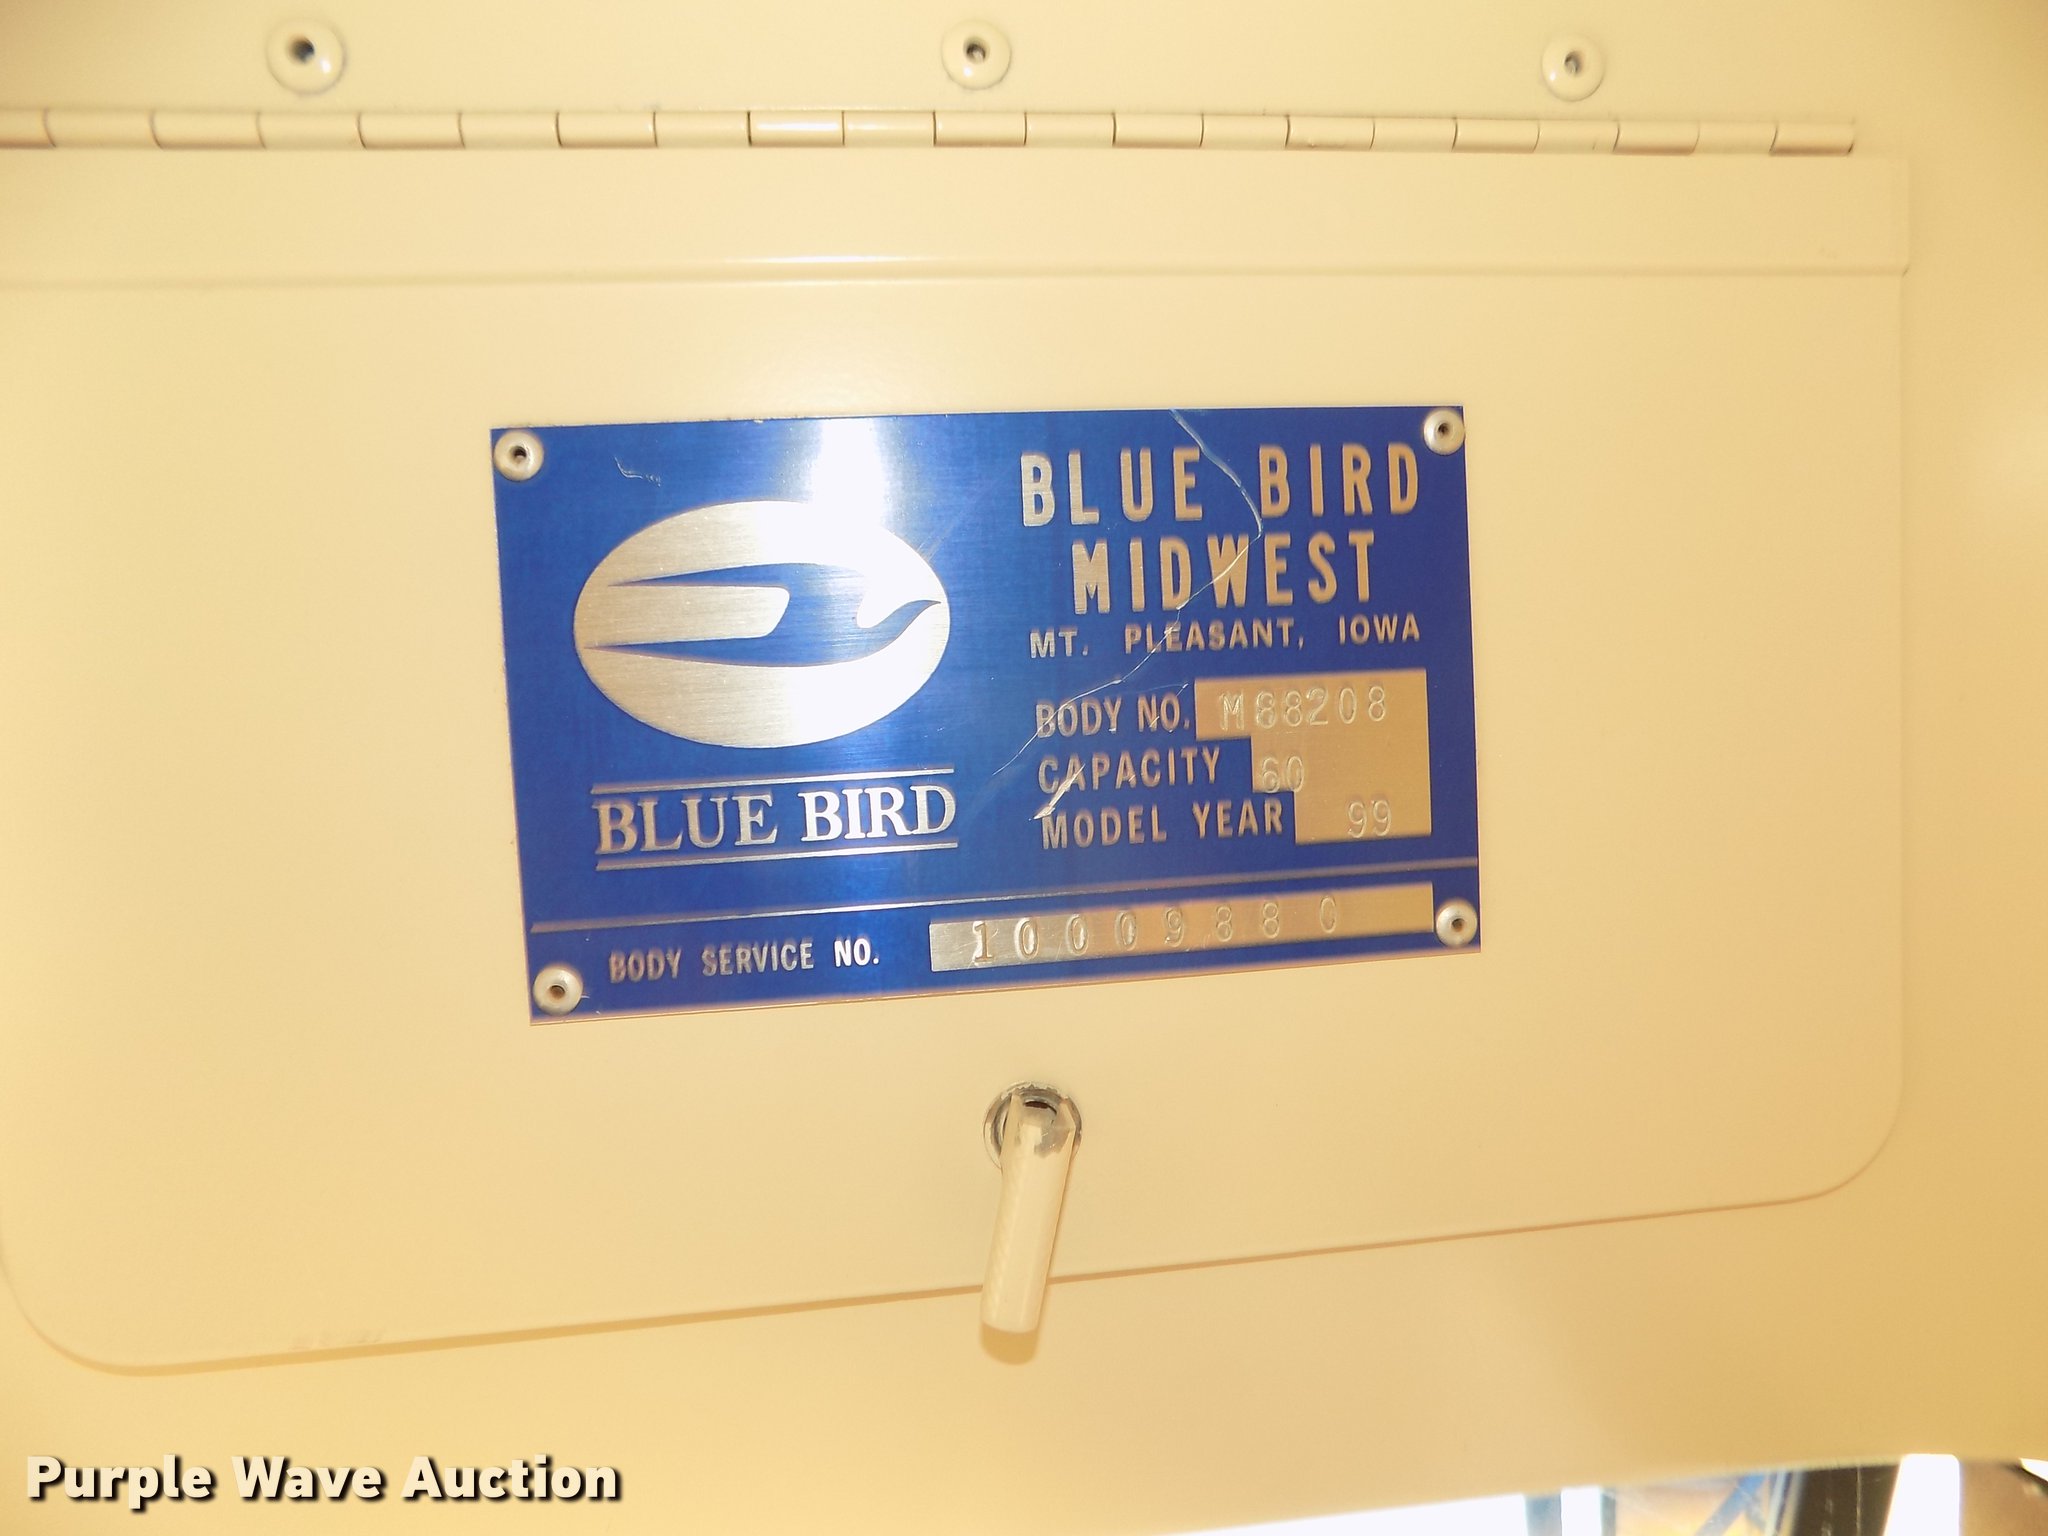 BLUE BIRD
MIDWEST
MT. PLEASANT, IOWA
BODY NO. M88208
CAPACITY 60
MODEL YEAR 99
BLUE BIRD
BODY SERVICE NO. 10009880
Purple Wave Auction